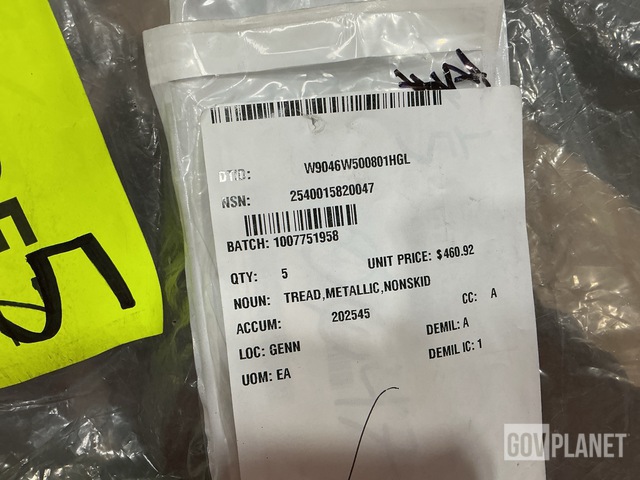 DTID: W9046W500801HGL
NSN: 2540015820047
BATCH: 1007751958
QTY: 5 UNIT PRICE: $460.92
NOUN: TREAD,METALLIC,NONSKID
ACCUM: 202545 CC: A
LOC: GENN DEMIL: A
UOM: EA DEMIL IC: 1
GOVPLANET